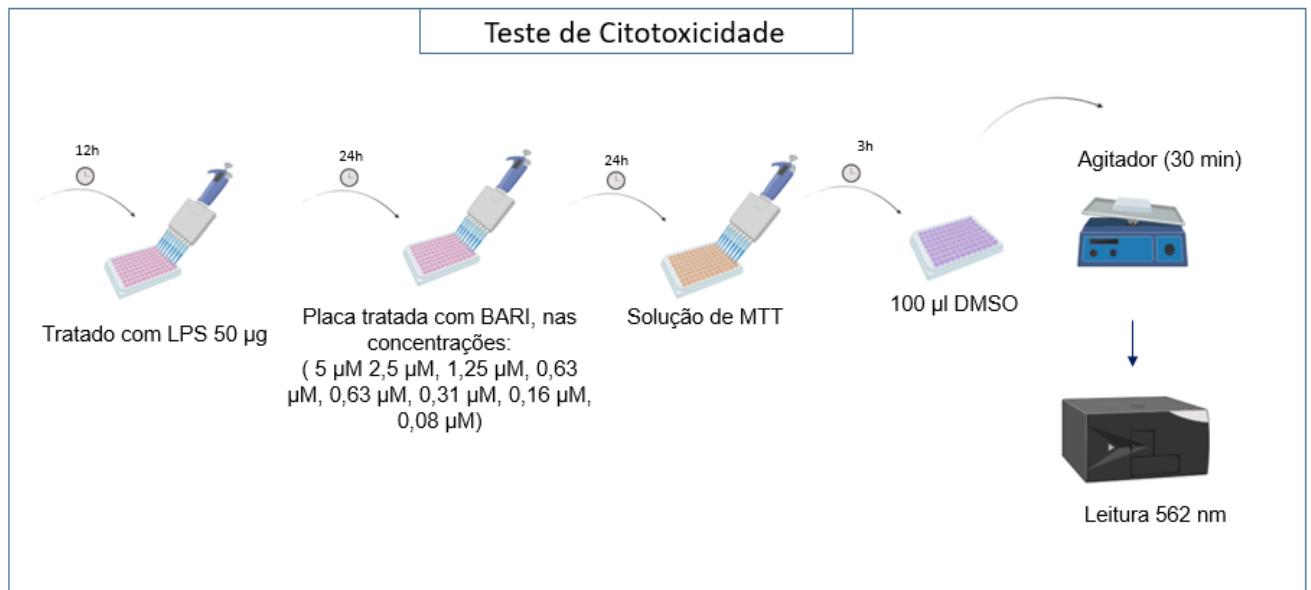 Teste de Citotoxicidade
12h
24h
24h
3h
Agitador (30 min)
Tratado com LPS 50 µg
Placa tratada com BARI, nas
concentrações:
( 5 µM 2,5 µM, 1,25 µM, 0,63
µM, 0,63 µM, 0,31 µM, 0,16 µM,
0,08 µM)
Solução de MTT
100 µl DMSO
Leitura 562 nm